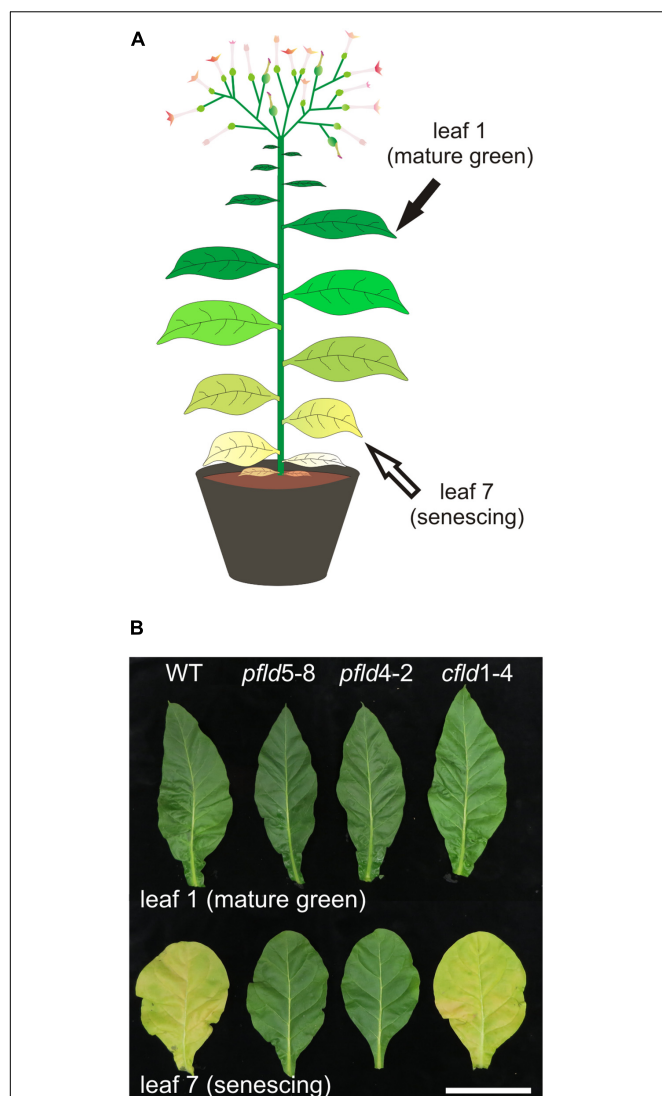 A
leaf 1
(mature green)
leaf 7
(senescing)
B
WT pfld5-8 pfld4-2 cfld1-4
leaf 1 (mature green)
leaf 7 (senescing)